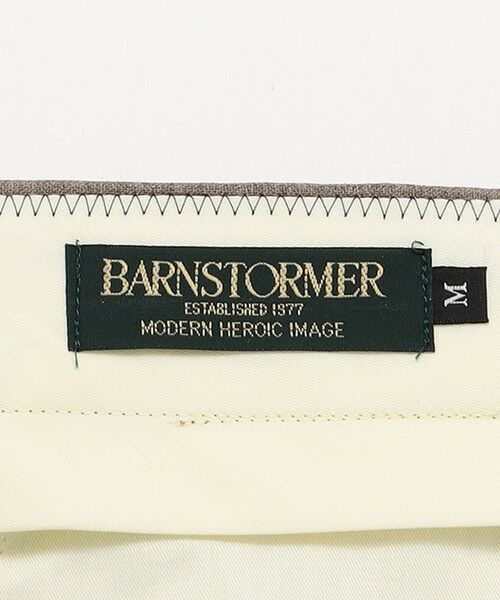 BARNSTORMER
ESTABLISHED 1977
MODERN HEROIC IMAGE
M